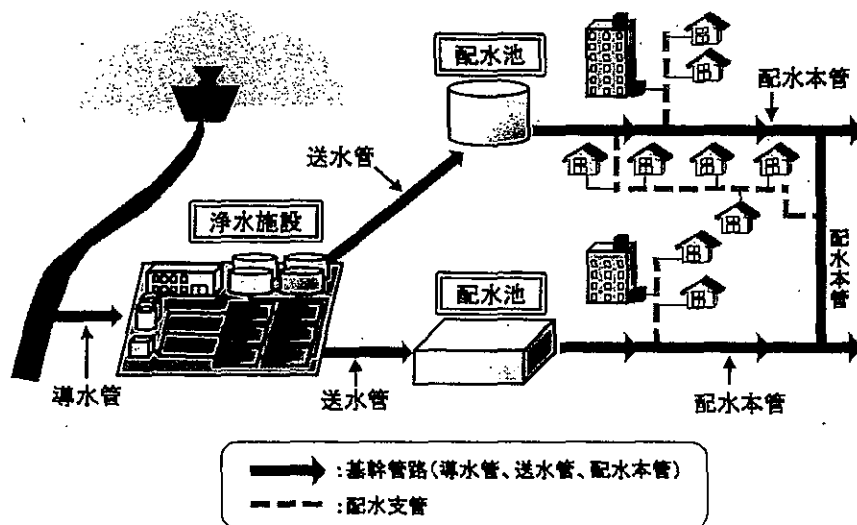 配水池
配水本管
送水管
浄水施設
配水本管
配水池
導水管
送水管
配水本管
:基幹管路(導水管、送水管、配水本管)
:配水支管